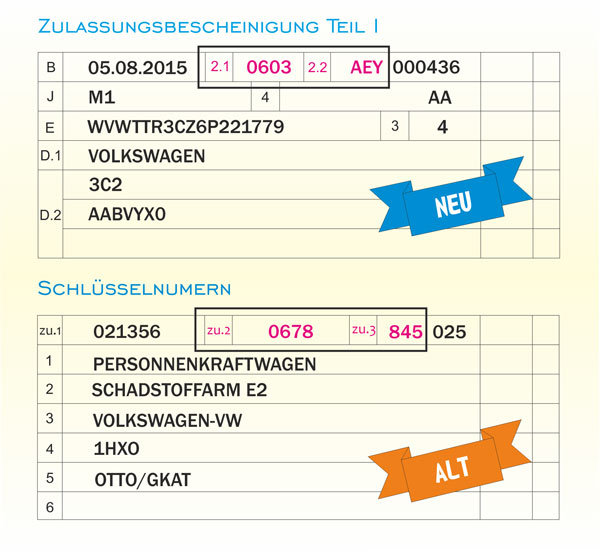 Zulassungsbescheinigung Teil I
B 05.08.2015 2.1 0603 2.2 AEY 000436
J M1 4 AA
E WVWTTR3CZ6P221779 3 4
D.1 VOLKSWAGEN
3C2
D.2 AABVYXO
NEU
Schlüsselnumern
zu.1 021356 zu.2 0678 zu.3 845 025
1 PERSONNENKRAFTWAGEN
2 SCHADSTOFFARM E2
3 VOLKSWAGEN-VW
4 1HXO
5 OTTO/GKAT
6
ALT